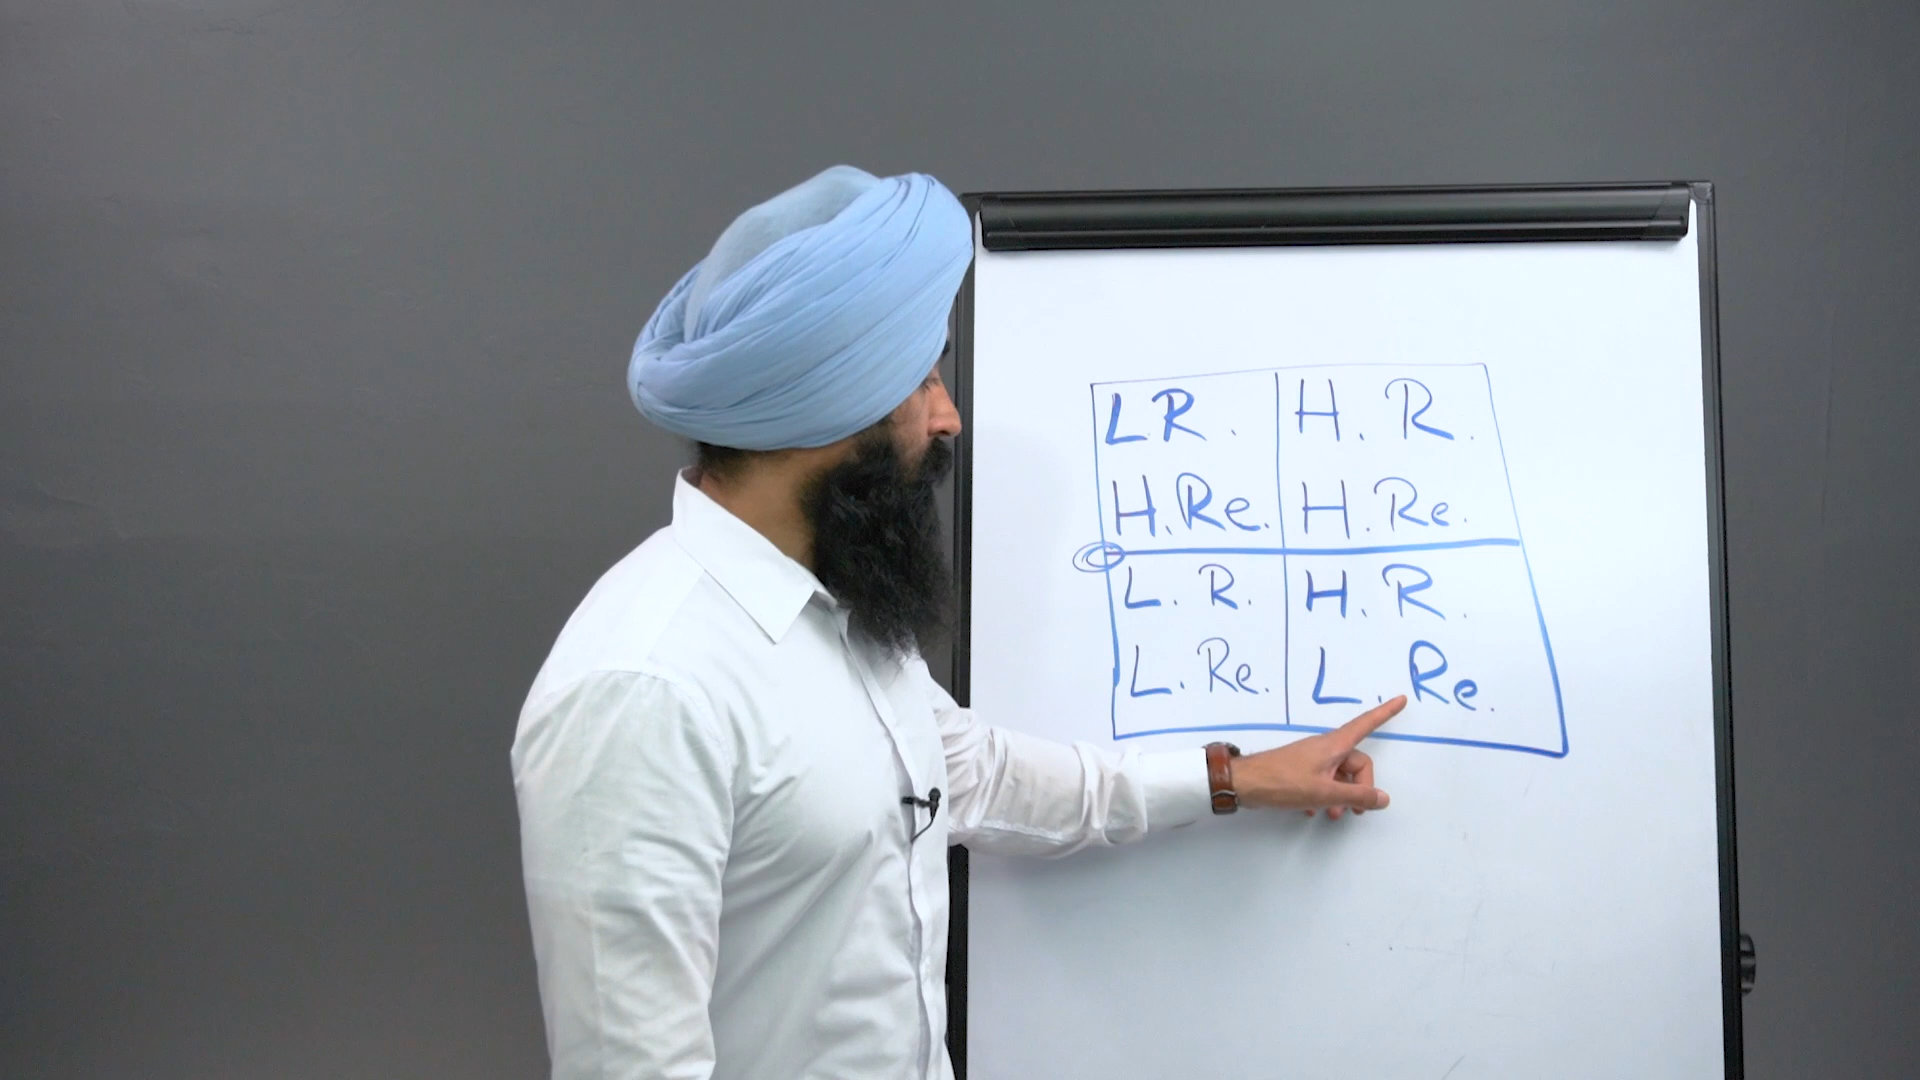 LR.
H.Re.
H. R.
H. Re.
L. R.
L. Re.
H. R.
L. Re.